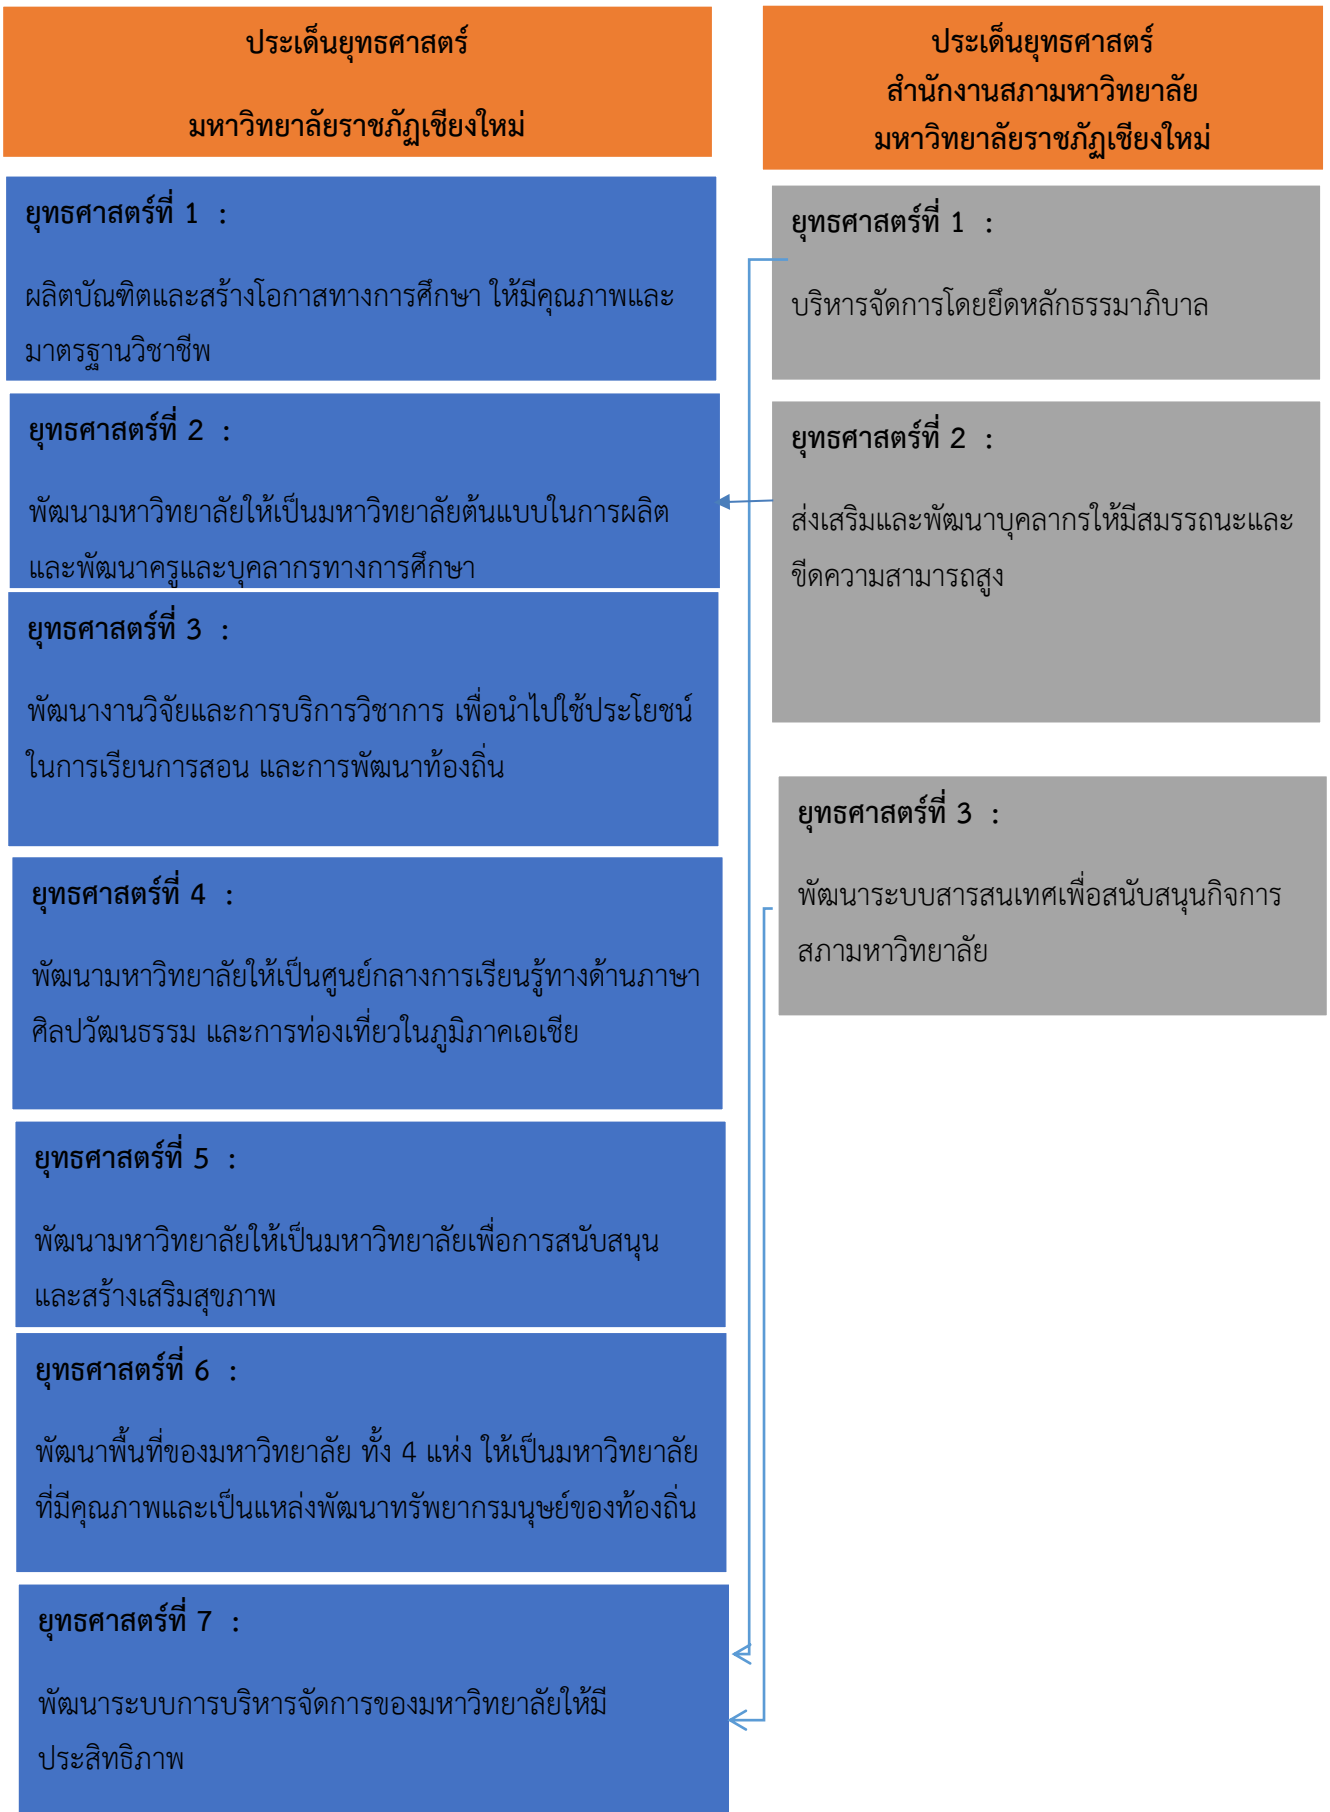 ประเด็นยุทธศาสตร์
มหาวิทยาลัยราชภัฏเชียงใหม่
ยุทธศาสตร์ที่ 1 :
ผลิตบัณฑิตและสร้างโอกาสทางการศึกษา ให้มีคุณภาพและ
มาตรฐานวิชาชีพ
ยุทธศาสตร์ที่ 2 :
พัฒนามหาวิทยาลัยให้เป็นมหาวิทยาลัยต้นแบบในการผลิต
และพัฒนาครูและบุคลากรทางการศึกษา
ยุทธศาสตร์ที่ 3 :
พัฒนางานวิจัยและการบริการวิชาการ เพื่อนำไปใช้ประโยชน์
ในการเรียนการสอน และการพัฒนาท้องถิ่น
ยุทธศาสตร์ที่ 4 :
พัฒนามหาวิทยาลัยให้เป็นศูนย์กลางการเรียนรู้ทางด้านภาษา
ศิลปวัฒนธรรม และการท่องเที่ยวในภูมิภาคเอเชีย
ยุทธศาสตร์ที่ 5 :
พัฒนามหาวิทยาลัยให้เป็นมหาวิทยาลัยเพื่อการสนับสนุน
และสร้างเสริมสุขภาพ
ยุทธศาสตร์ที่ 6 :
พัฒนาพื้นที่ของมหาวิทยาลัย ทั้ง 4 แห่ง ให้เป็นมหาวิทยาลัย
ที่มีคุณภาพและเป็นแหล่งพัฒนาทรัพยากรมนุษย์ของท้องถิ่น
ยุทธศาสตร์ที่ 7 :
พัฒนาระบบการบริหารจัดการของมหาวิทยาลัยให้มี
ประสิทธิภาพ
ประเด็นยุทธศาสตร์
สำนักงานสภามหาวิทยาลัย
มหาวิทยาลัยราชภัฏเชียงใหม่
ยุทธศาสตร์ที่ 1 :
บริหารจัดการโดยยึดหลักธรรมาภิบาล
ยุทธศาสตร์ที่ 2 :
ส่งเสริมและพัฒนาบุคลากรให้มีสมรรถนะและ
ขีดความสามารถสูง
ยุทธศาสตร์ที่ 3 :
พัฒนาระบบสารสนเทศเพื่อสนับสนุนกิจการ
สภามหาวิทยาลัย